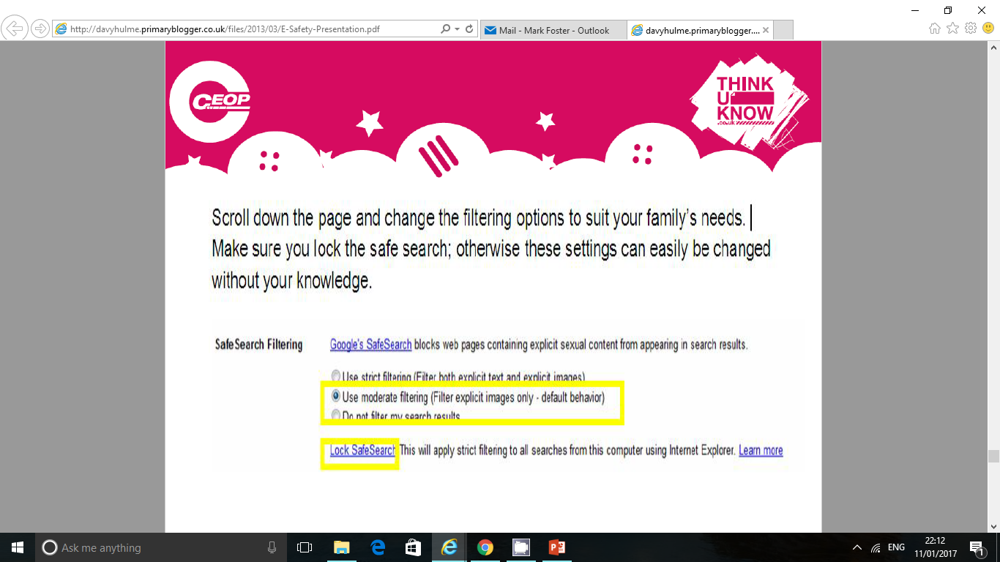 http://davyhulme.primaryblogger.co.uk/files/2013/03/E-Safety-Presentation.pdf
Mail - Mark Foster - Outlook
davyhulme.primaryblogger....
CEOP
THINK
U
KNOW
.co.uk
Scroll down the page and change the filtering options to suit your family's needs.
Make sure you lock the safe search; otherwise these settings can easily be changed
without your knowledge.
SafeSearch Filtering
Google's SafeSearch blocks web pages containing explicit sexual content from appearing in search results.
Use strict filtering (Filter both explicit text and explicit images)
Use moderate filtering (Filter explicit images only - default behavior)
Do not filter my search results
Lock SafeSearch This will apply strict filtering to all searches from this computer using Internet Explorer. Learn more
Ask me anything
ENG
22:12
11/01/2017
1